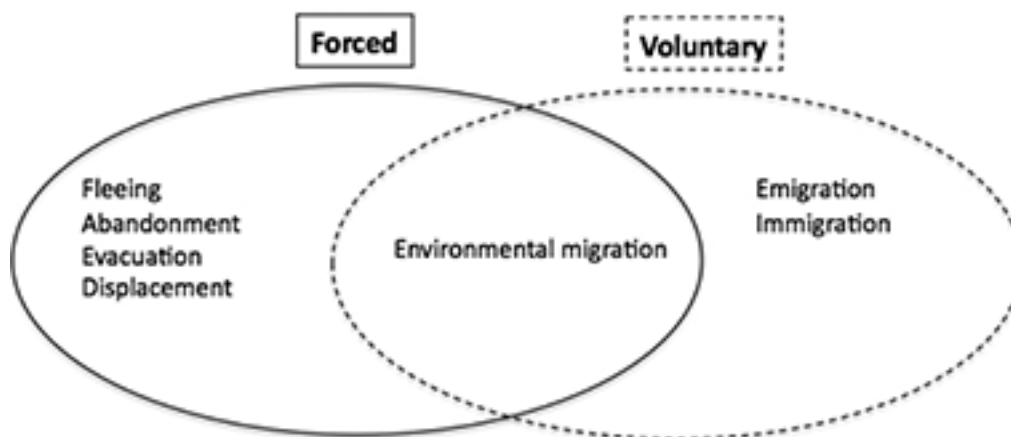 Forced
Voluntary
Fleeing
Abandonment
Evacuation
Displacement
Environmental migration
Emigration
Immigration